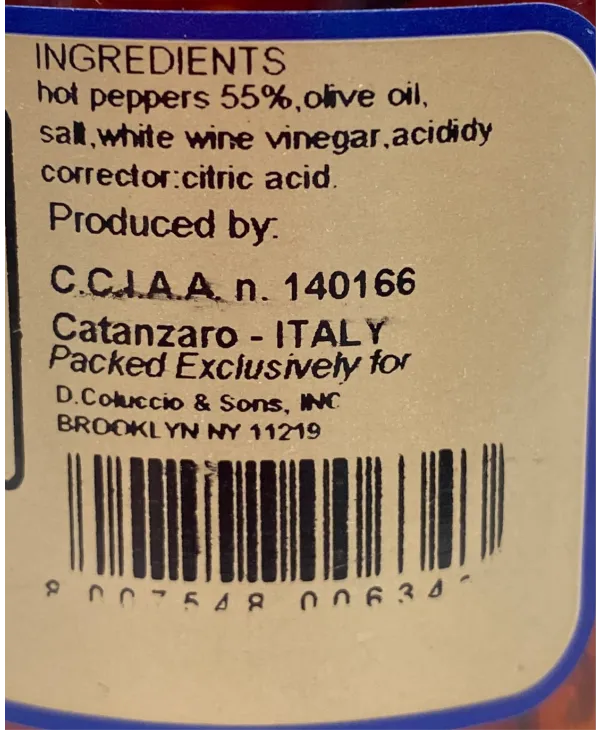 INGREDIENTS
hot peppers 55%,olive oil,
salt,white wine vinegar,acididy
corrector:citric acid.
Produced by:
C.C.I.A.A. n. 140166
Catanzaro - ITALY
Packed Exclusively for
D.Coluccio & Sons, INC
BROOKLYN NY 11219